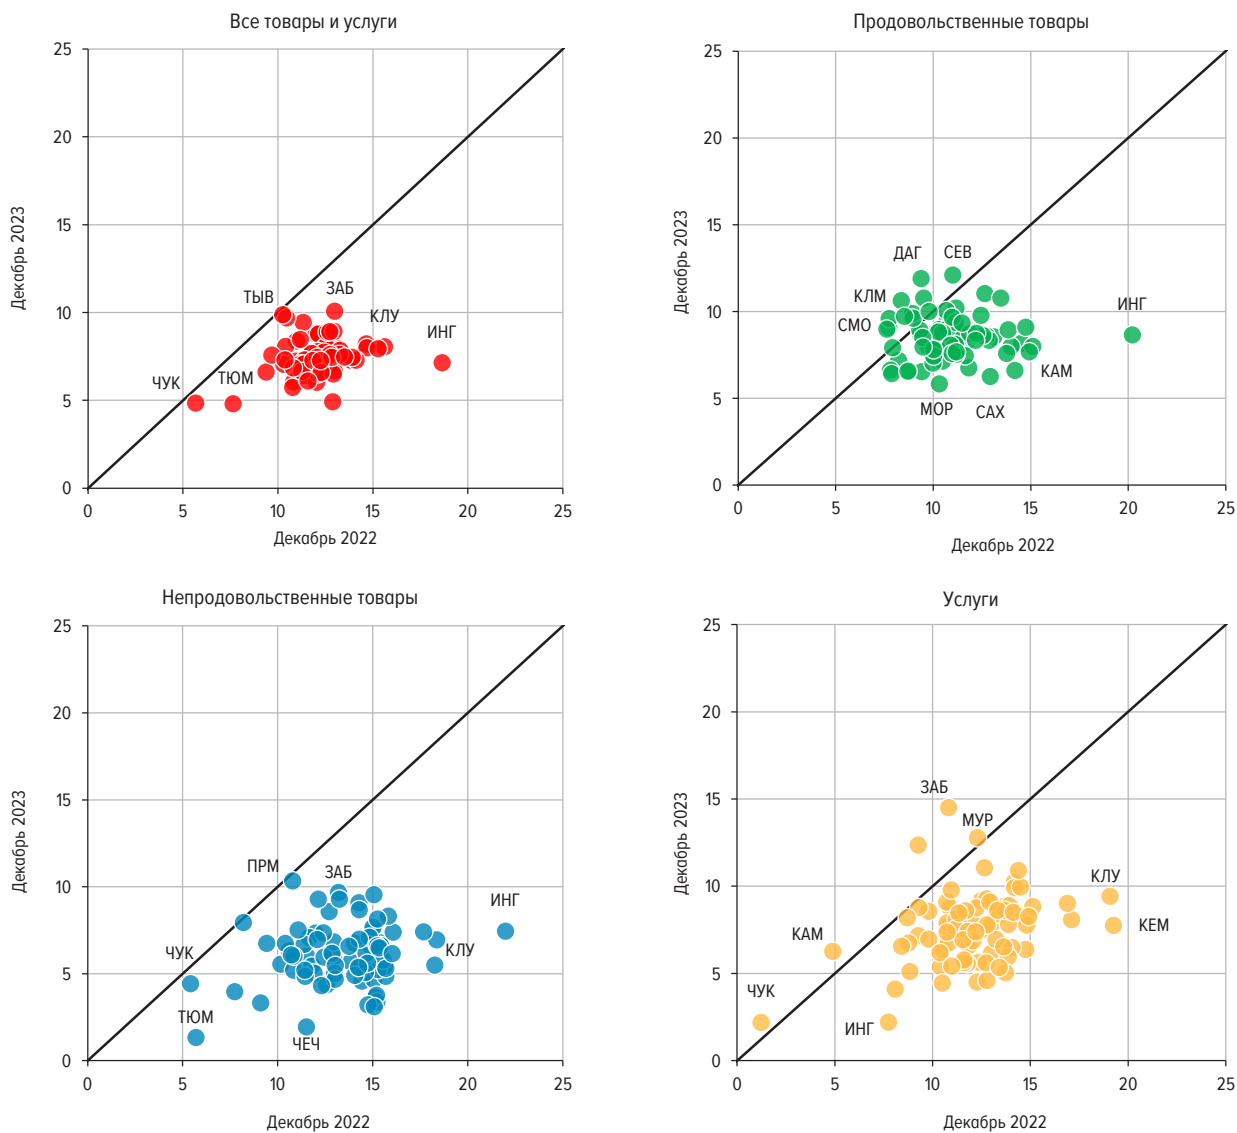 Все товары и услуги
25
20
15
10
5
0
0 5 10 15 20 25
Декабрь 2023
Декабрь 2022
ТЫВ
ЗАБ
КЛУ
ИНГ
ЧУК
ТЮМ
Продовольственные товары
25
20
15
10
5
0
0 5 10 15 20 25
Декабрь 2023
Декабрь 2022
ДАГ
СЕВ
КЛМ
СМО
ИНГ
КАМ
МОР
САХ
Непродовольственные товары
25
20
15
10
5
0
0 5 10 15 20 25
Декабрь 2023
Декабрь 2022
ПРМ
ЗАБ
ИНГ
КЛУ
ЧУК
ТЮМ
ЧЕЧ
Услуги
25
20
15
10
5
0
0 5 10 15 20 25
Декабрь 2023
Декабрь 2022
ЗАБ
МУР
КЛУ
КЕМ
КАМ
ЧУК
ИНГ